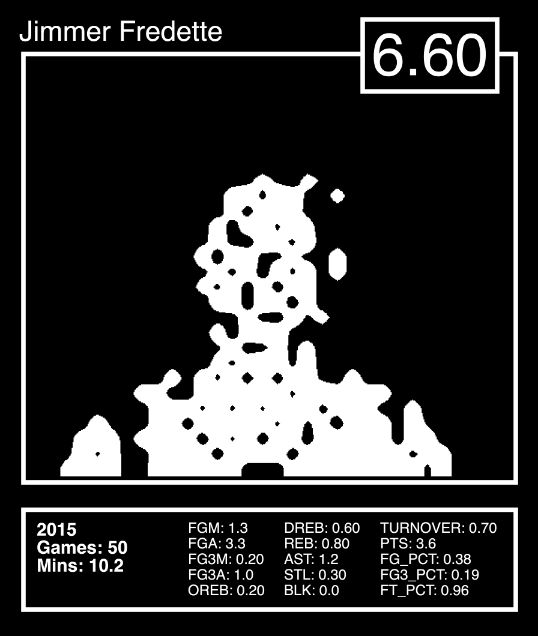 Jimmer Fredette
6.60
2015
Games: 50
Mins: 10.2
FGM: 1.3
FGA: 3.3
FG3M: 0.20
FG3A: 1.0
OREB: 0.20
DREB: 0.60
REB: 0.80
AST: 1.2
STL: 0.30
BLK: 0.0
TURNOVER: 0.70
PTS: 3.6
FG_PCT: 0.38
FG3_PCT: 0.19
FT_PCT: 0.96